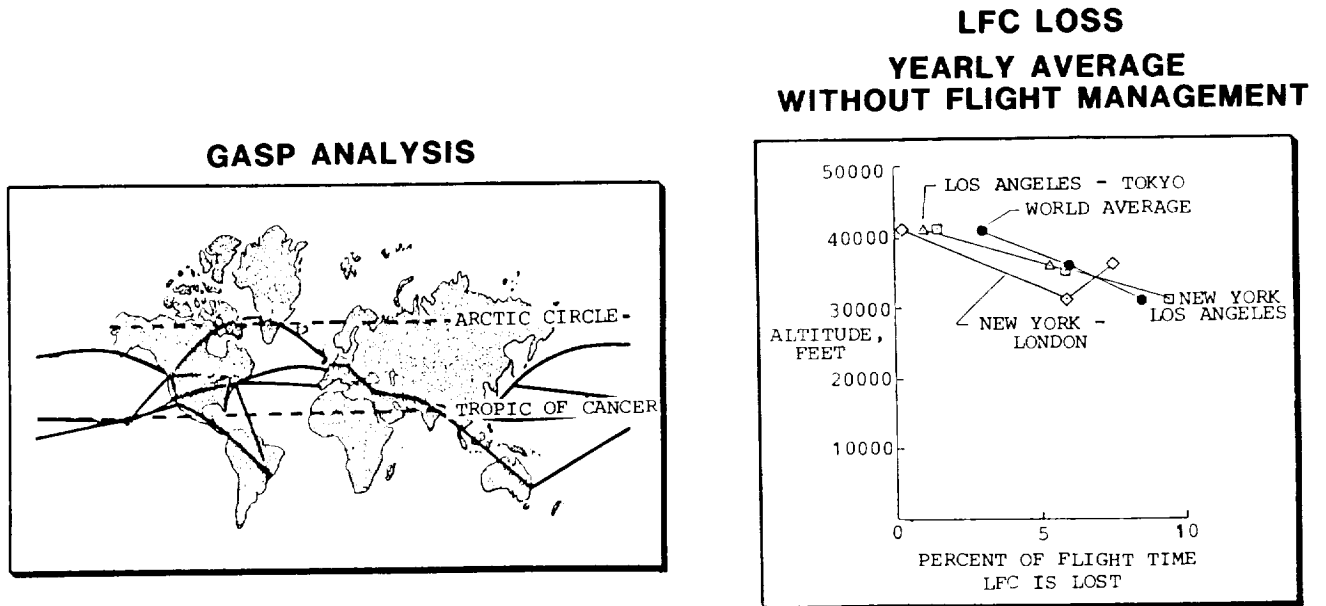 GASP ANALYSIS
ARCTIC CIRCLE-
TROPIC OF CANCER
LFC LOSS
YEARLY AVERAGE
WITHOUT FLIGHT MANAGEMENT
50000
40000
30000
20000
10000
ALTITUDE,
FEET
LOS ANGELES - TOKYO
WORLD AVERAGE
NEW YORK
LOS ANGELES
NEW YORK -
LONDON
0
5
10
PERCENT OF FLIGHT TIME
LFC IS LOST